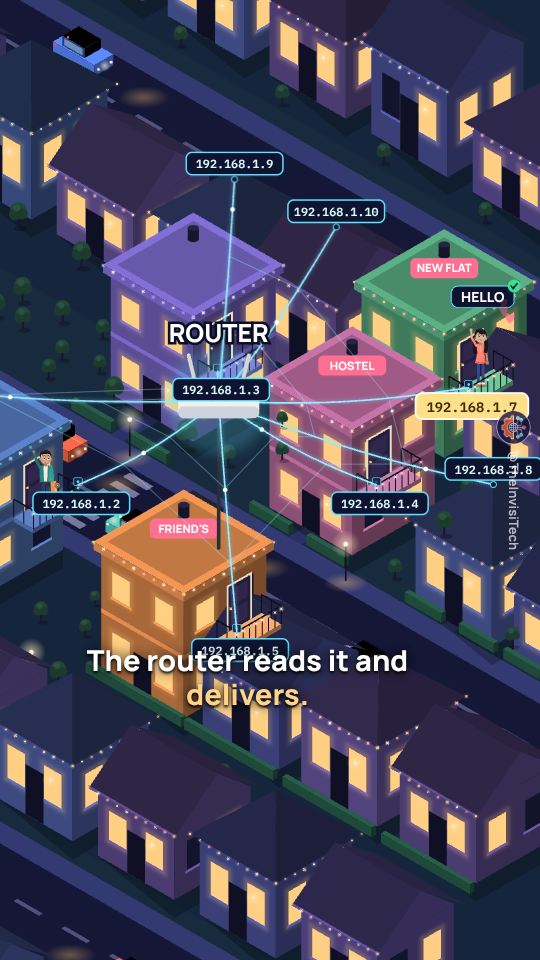 192.168.1.9
192.168.1.10
NEW FLAT
HELLO
ROUTER
HOSTEL
192.168.1.3
192.168.1.7
192.168.1.8
@TheInvisiTech
192.168.1.2
192.168.1.4
FRIEND'S
192.168.1.5
The router reads it and
delivers.